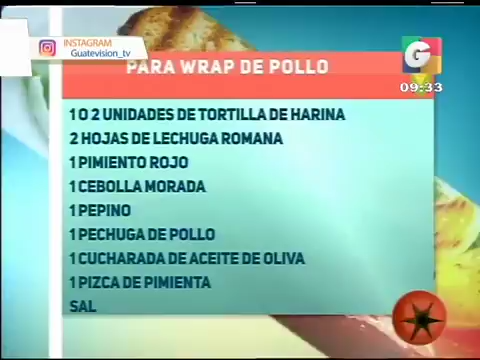 INSTAGRAM
Guatevision_tv
G
PARA WRAP DE POLLO
09:33
1 O 2 UNIDADES DE TORTILLA DE HARINA
2 HOJAS DE LECHUGA ROMANA
1 PIMIENTO ROJO
1 CEBOLLA MORADA
1 PEPINO
1 PECHUGA DE POLLO
1 CUCHARADA DE ACEITE DE OLIVA
1 PIZCA DE PIMIENTA
SAL